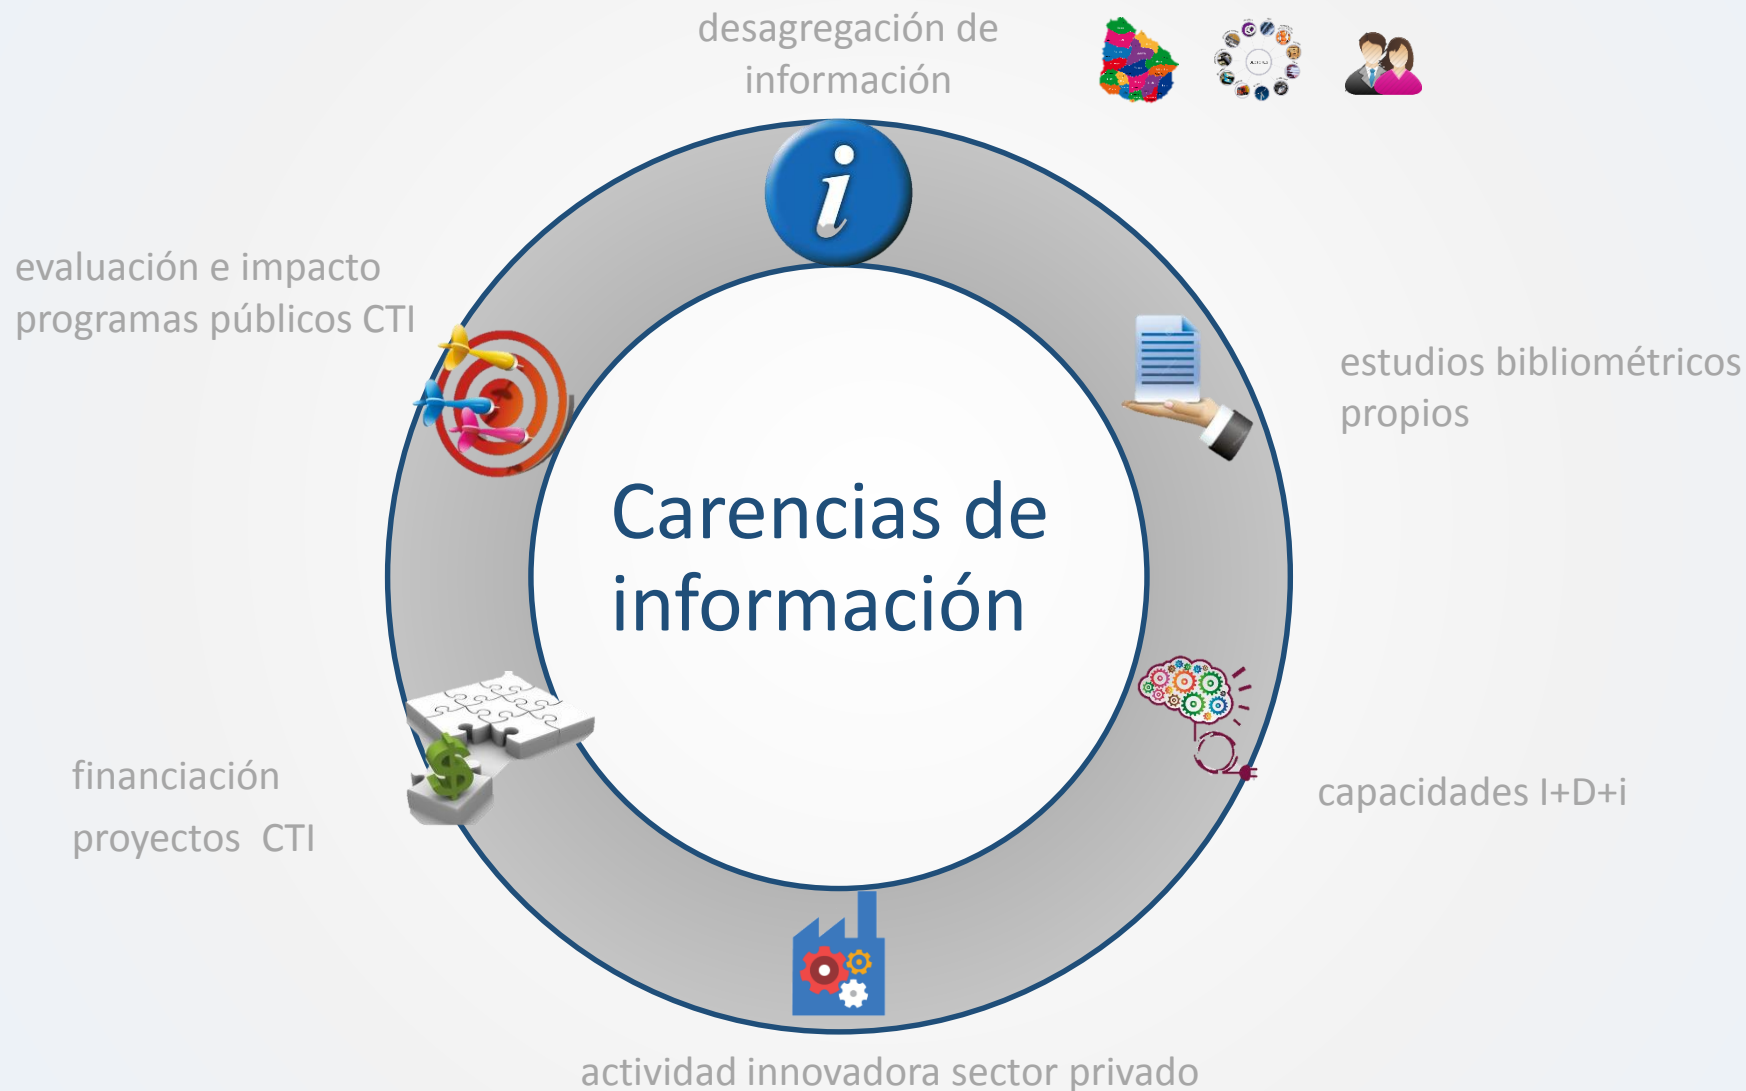 desagregación de
información
evaluación e impacto
programas públicos CTI
estudios bibliométricos
propios
Carencias de
información
financiación
proyectos CTI
capacidades I+D+i
actividad innovadora sector privado